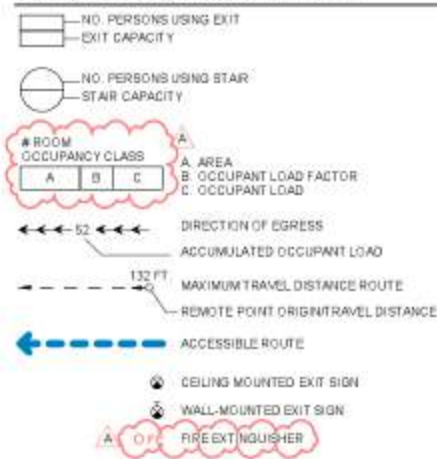 NO. PERSONS USING EXIT
EXIT CAPACITY
NO. PERSONS USING STAIR
STAIR CAPACITY
# ROOM
OCCUPANCY CLASS
A B C
A
A. AREA
B. OCCUPANT LOAD FACTOR
C. OCCUPANT LOAD
52
DIRECTION OF EGRESS
ACCUMULATED OCCUPANT LOAD
132 FT.
MAXIMUM TRAVEL DISTANCE ROUTE
REMOTE POINT ORIGIN/TRAVEL DISTANCE
ACCESSIBLE ROUTE
CEILING MOUNTED EXIT SIGN
WALL-MOUNTED EXIT SIGN
A
FIRE EXTINGUISHER